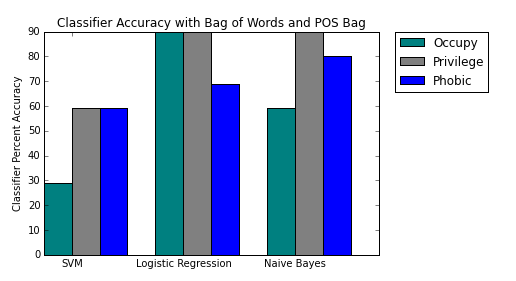 Classifier Accuracy with Bag of Words and POS Bag
Classifier Percent Accuracy
90
80
70
60
50
40
30
20
10
0
SVM
Logistic Regression
Naive Bayes
Occupy
Privilege
Phobic